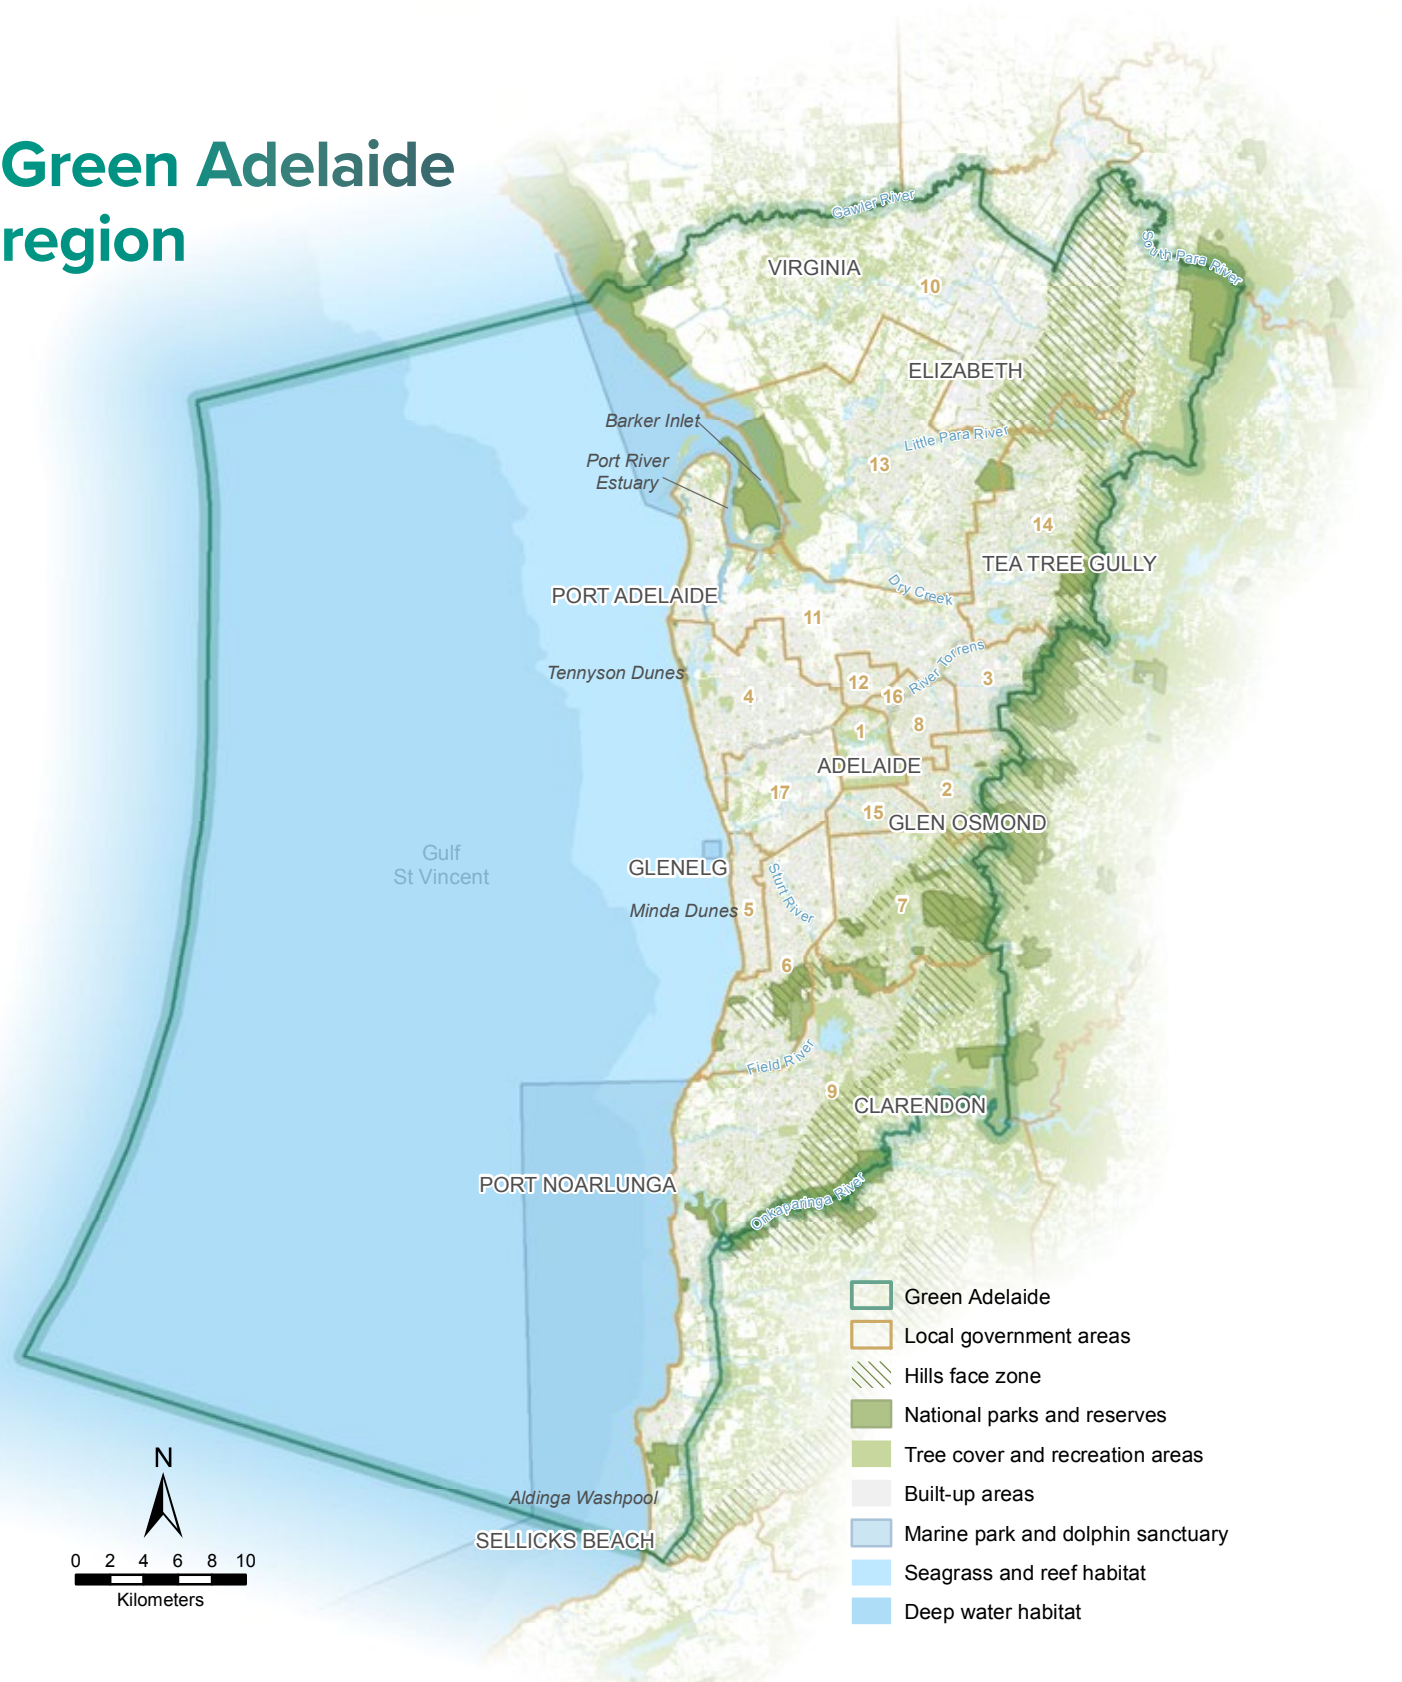 Green Adelaide
region
Gawler River
South Para River
VIRGINIA
10
ELIZABETH
Barker Inlet
Little Para River
Port River
Estuary
13
14
TEA TREE GULLY
Dry Creek
PORT ADELAIDE
11
River Torrens
Tennyson Dunes
3
12
16
4
8
1
ADELAIDE
2
17
15
GLEN OSMOND
Gulf
St Vincent
GLENELG
Sturt River
Minda Dunes
5
7
6
Field River
9
CLARENDON
PORT NOARLUNGA
Onkaparinga River
Green Adelaide
Local government areas
Hills face zone
National parks and reserves
Tree cover and recreation areas
Built-up areas
Marine park and dolphin sanctuary
Seagrass and reef habitat
Deep water habitat
Aldinga Washpool
SELLICKS BEACH
N
0 2 4 6 8 10
Kilometers